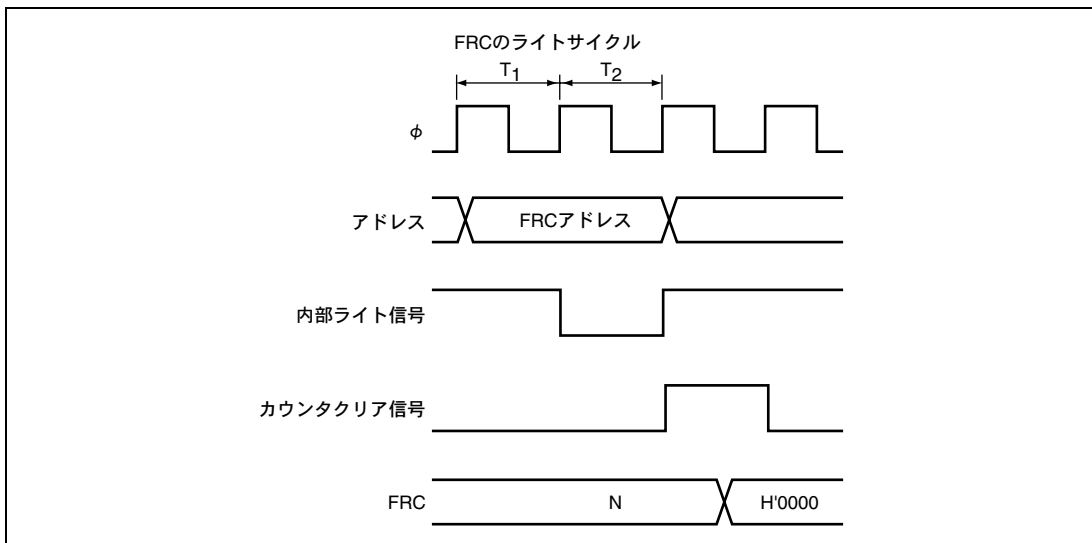 FRCのライトサイクル
T1 T2
φ
アドレス FRCアドレス
内部ライト信号
カウンタクリア信号
FRC N H'0000